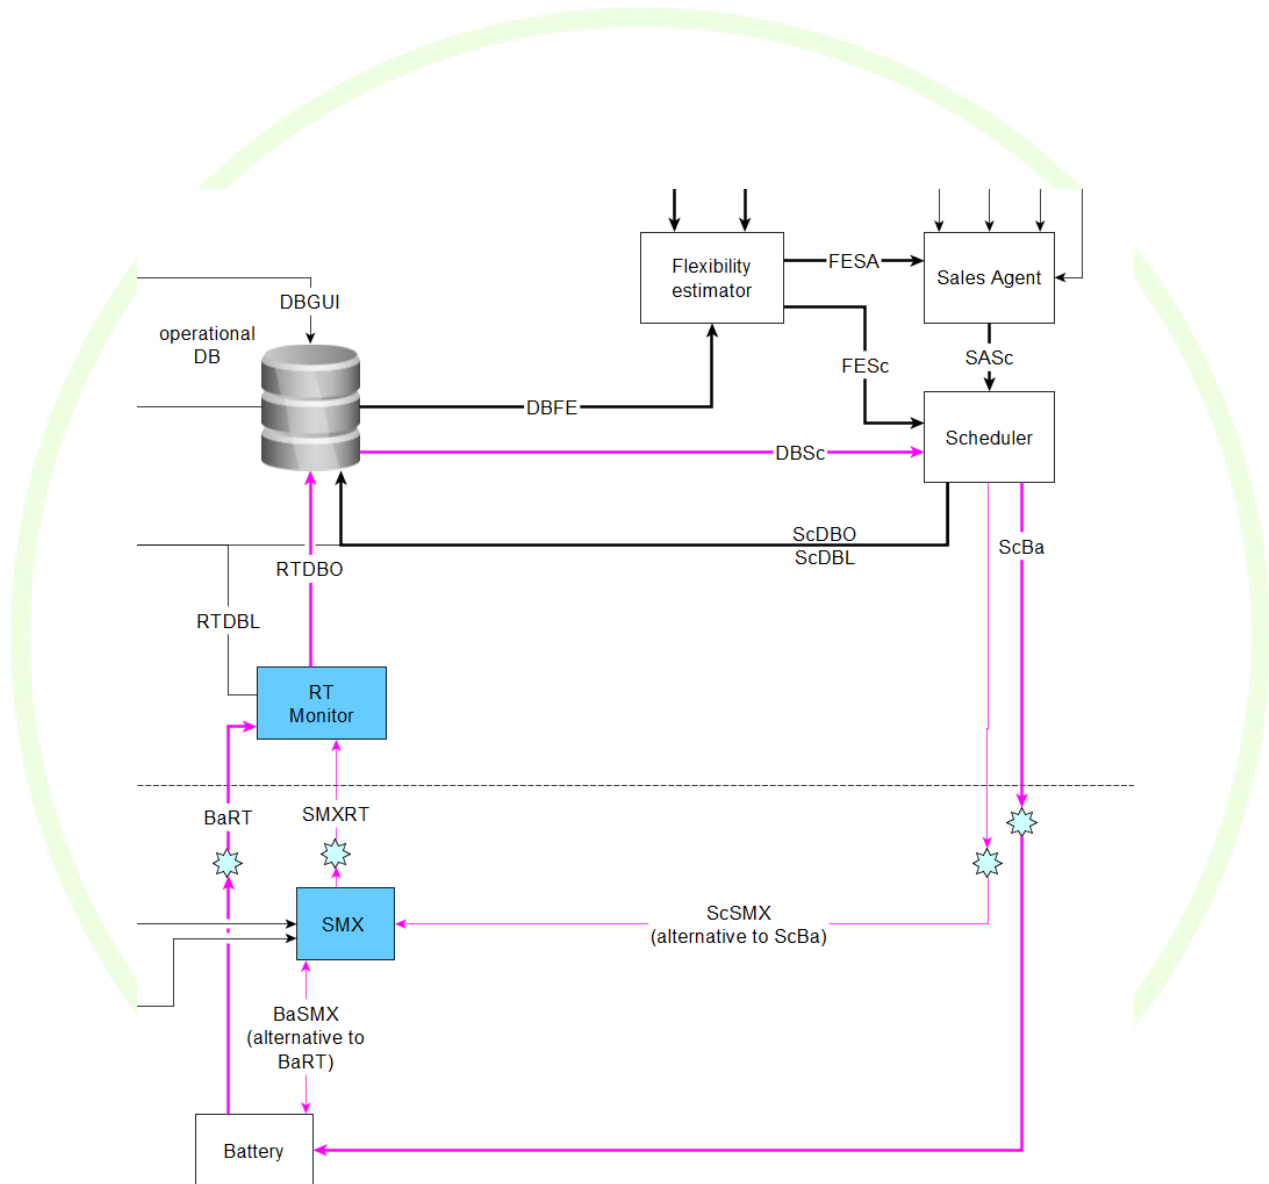 Flexibility
estimator
FESA
Sales Agent
DBGUI
operational
DB
FESc
SASc
DBFE
Scheduler
DBSc
ScDBO
ScDBL
ScBa
RTDBO
RTDBL
RT
Monitor
BaRT
SMXRT
SMX
ScSMX
(alternative to ScBa)
BaSMX
(alternative to
BaRT)
Battery